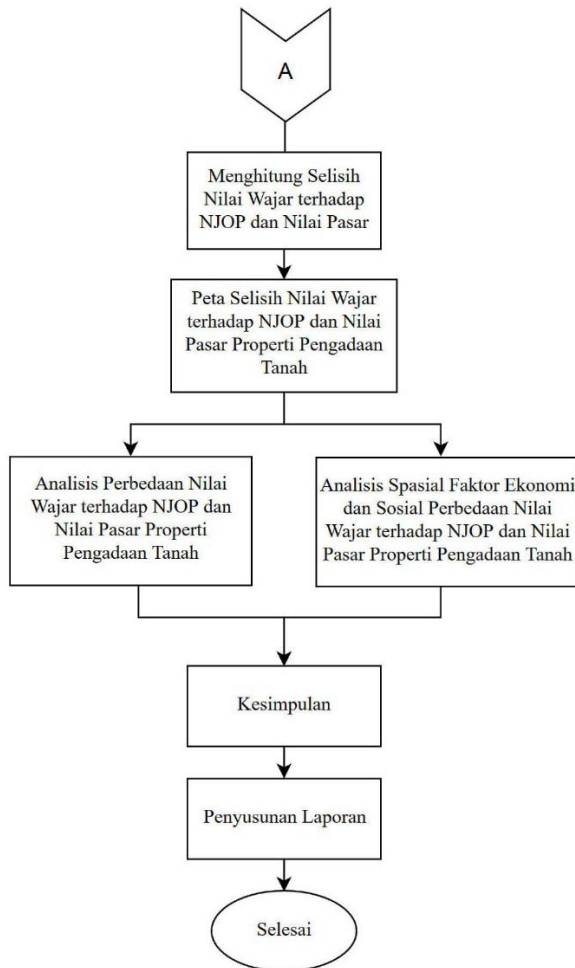 A
Menghitung Selisih
Nilai Wajar terhadap
NJOP dan Nilai Pasar
Peta Selisih Nilai Wajar
terhadap NJOP dan Nilai
Pasar Properti Pengadaan
Tanah
Analisis Perbedaan Nilai
Wajar terhadap NJOP dan
Nilai Pasar Properti
Pengadaan Tanah
Analisis Spasial Faktor Ekonomi
dan Sosial Perbedaan Nilai
Wajar terhadap NJOP dan Nilai
Pasar Properti Pengadaan Tanah
Kesimpulan
Penyusunan Laporan
Selesai